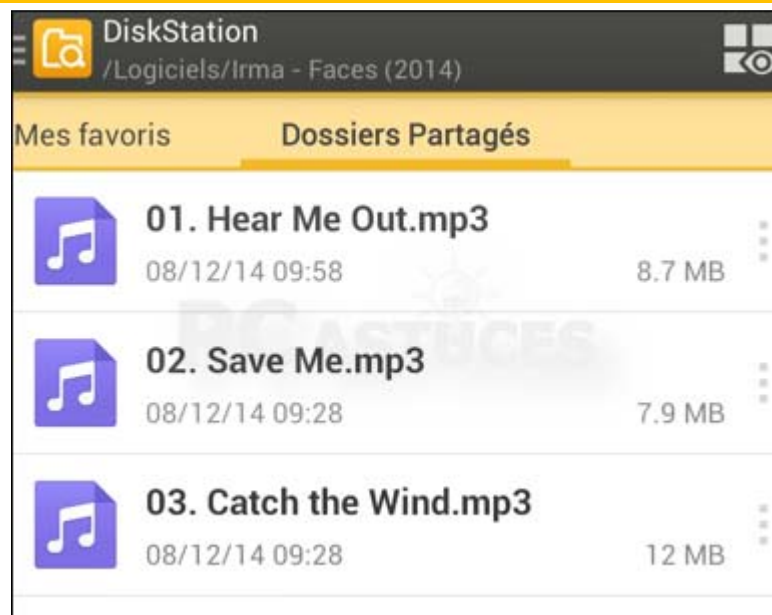 DiskStation
/Logiciels/Irma - Faces (2014)
Mes favoris Dossiers Partagés
01. Hear Me Out.mp3
08/12/14 09:58 8.7 MB
PC ASTUCES
02. Save Me.mp3
08/12/14 09:28 7.9 MB
03. Catch the Wind.mp3
08/12/14 09:28 12 MB